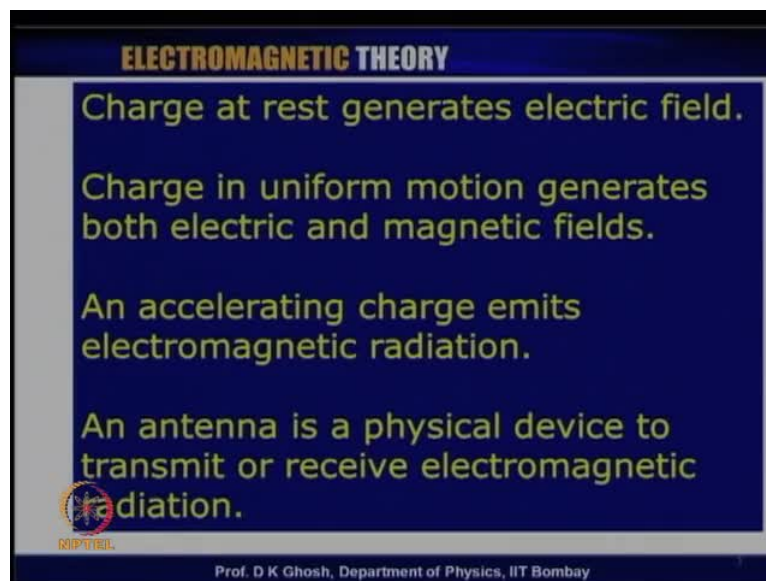 ELECTROMAGNETIC THEORY
Charge at rest generates electric field.
Charge in uniform motion generates
both electric and magnetic fields.
An accelerating charge emits
electromagnetic radiation.
An antenna is a physical device to
transmit or receive electromagnetic
radiation.
NPTEL
Prof. D K Ghosh, Department of Physics, IIT Bombay